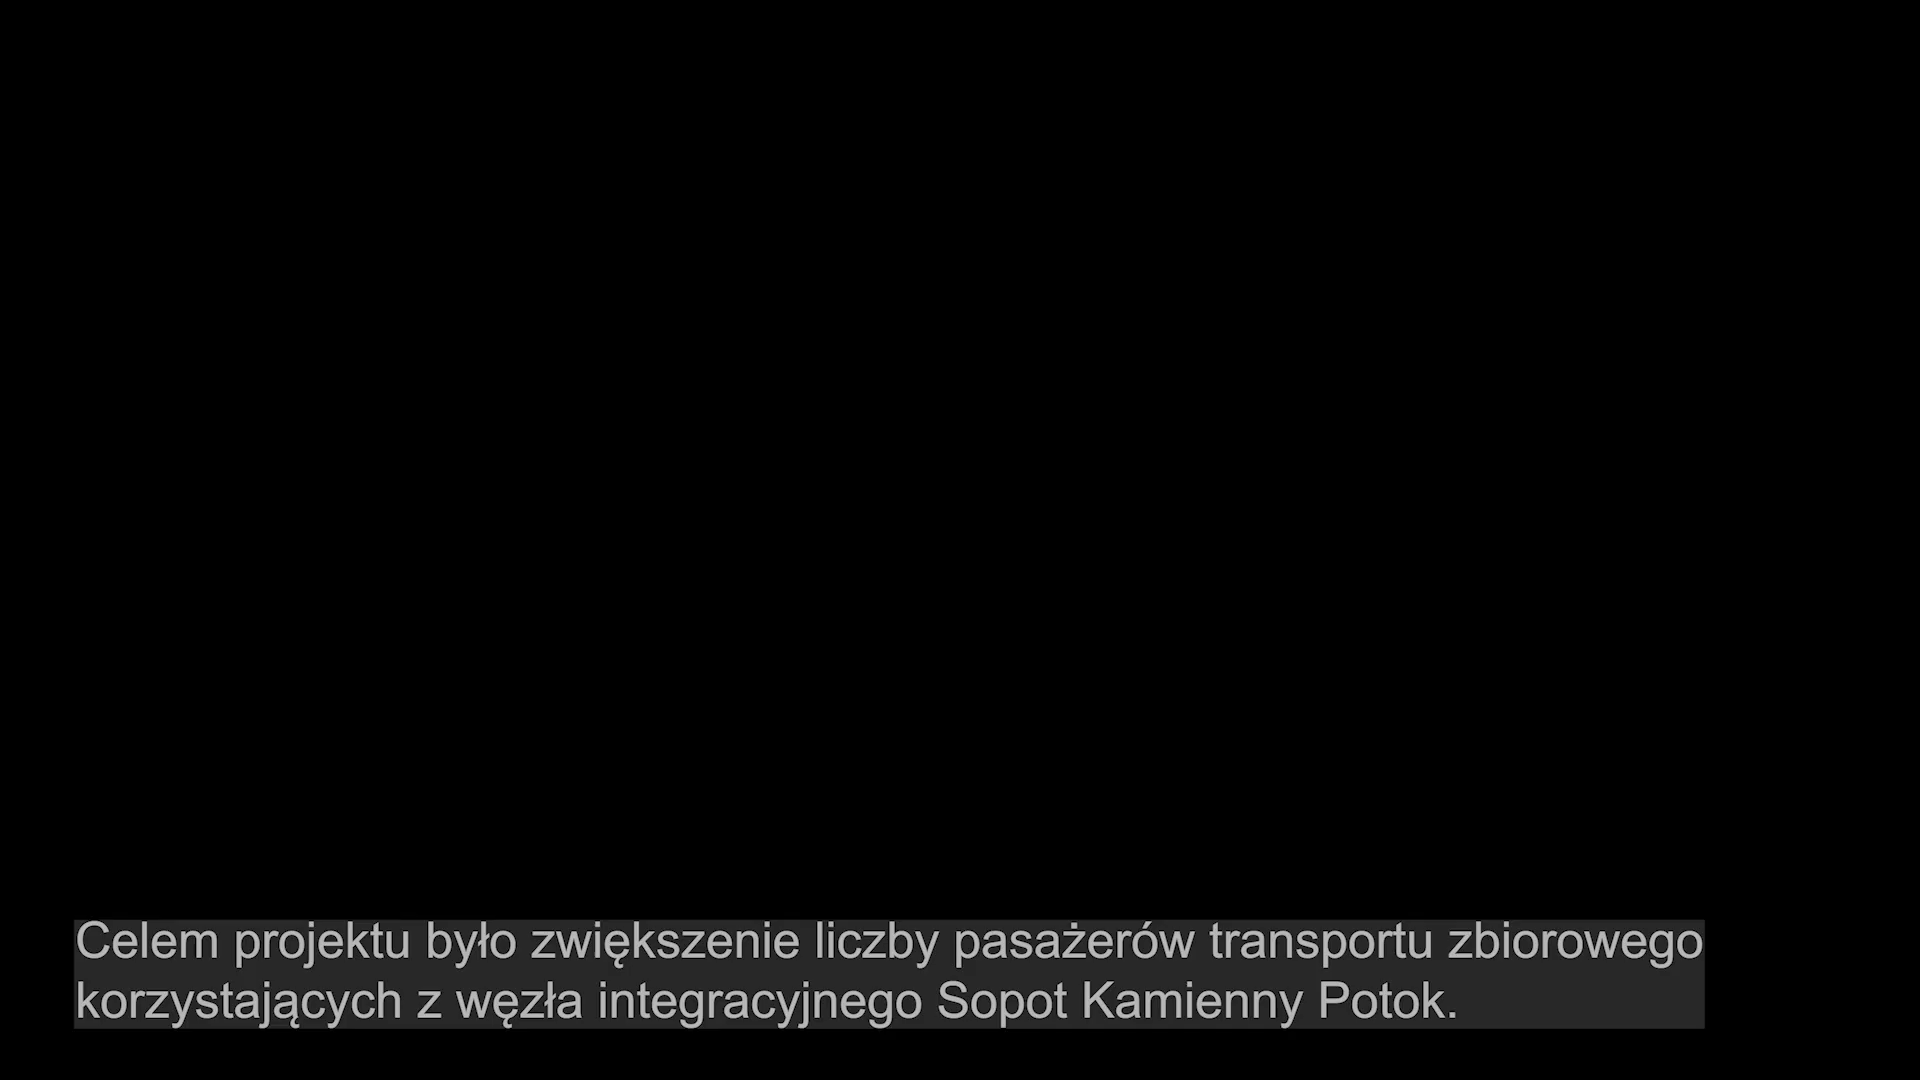 Celem projektu było zwiększenie liczby pasażerów transportu zbiorowego
korzystających z węzła integracyjnego Sopot Kamienny Potok.